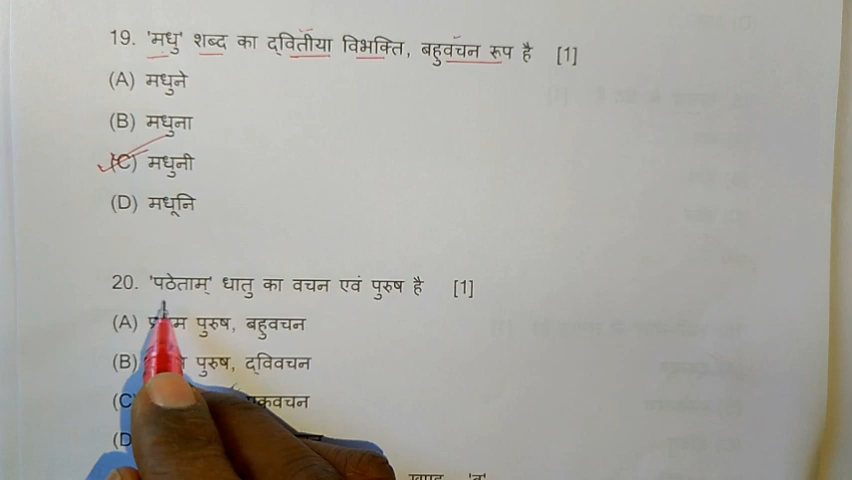 19. 'मधु' शब्द का द्वितीया विभक्ति, बहुवचन रूप है [1]
(A) मधुने
(B) मधुना
(C) मधुनी
(D) मधूनि
20. 'पठेताम्' धातु का वचन एवं पुरुष है [1]
(A) पुरुष, बहुवचन
(B) पुरुष, द्विवचन
(C
(D